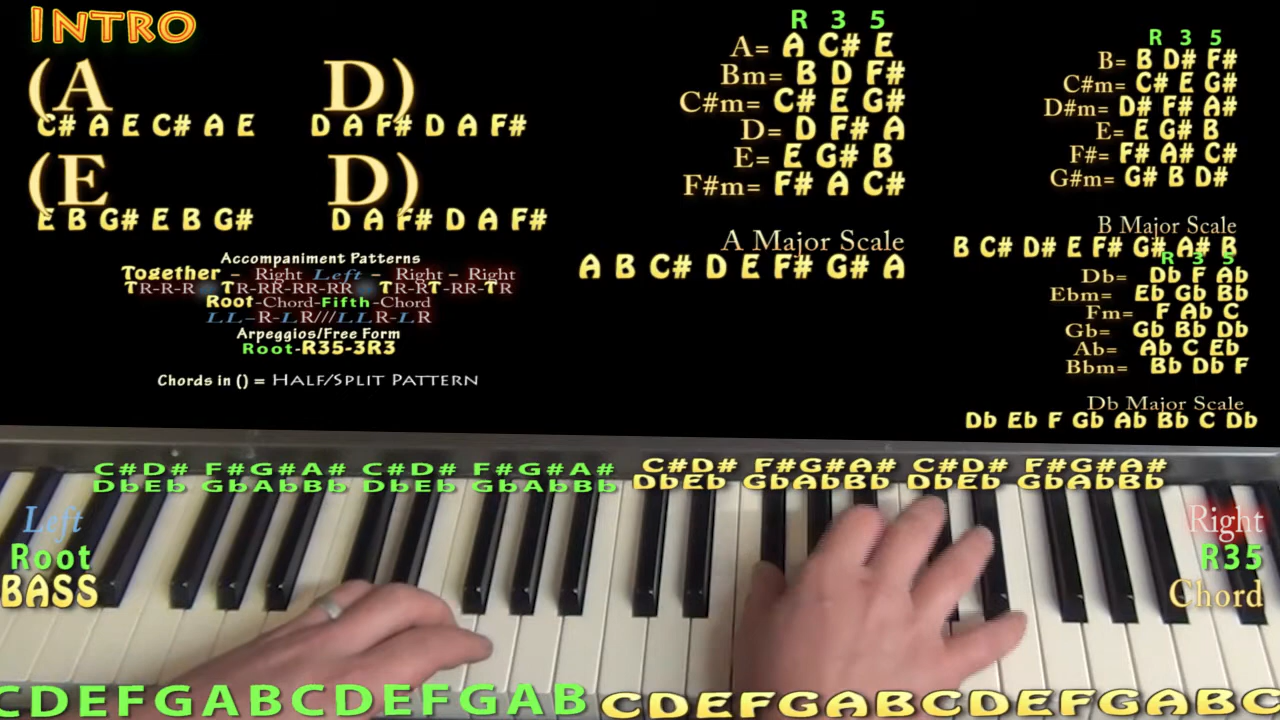 INTRO
(A D)
C# A E C# A E D A F# D A F#
(E D)
E B G# E B G# D A F# D A F#
Accompaniment Patterns
Together - Right Left - Right - Right
TR-R-R - TR-RR-RR-RR - TR-RT-RR-TR
Root-Chord-Fifth-Chord
LL-R-LR///LLR-LR
Arpeggios/Free Form
Root-R35-3R3
Chords in () = HALF/SPLIT PATTERN
R 3 5
A= A C# E
Bm= B D F#
C#m= C# E G#
D= D F# A
E= E G# B
F#m= F# A C#
A Major Scale
A B C# D E F# G# A
R 3 5
B= B D# F#
C#m= C# E G#
D#m= D# F# A#
E= E G# B
F#= F# A# C#
G#m= G# B D#
B Major Scale
B C# D# E F# G# A# B
R 3 5
Db= Db F Ab
Ebm= Eb Gb Bb
Fm= F Ab C
Gb= Gb Bb Db
Ab= Ab C Eb
Bbm= Bb Db F
Db Major Scale
Db Eb F Gb Ab Bb C Db
C#D# F#G#A# C#D# F#G#A# C#D# F#G#A# C#D# F#G#A#
DbEb GbAbBb DbEb GbAbBb DbEb GbAbBb DbEb GbAbBb
Left
Root
BASS
Right
R35
Chord
CDEFGABCDEFGAB CDEFGABCDEFGABC